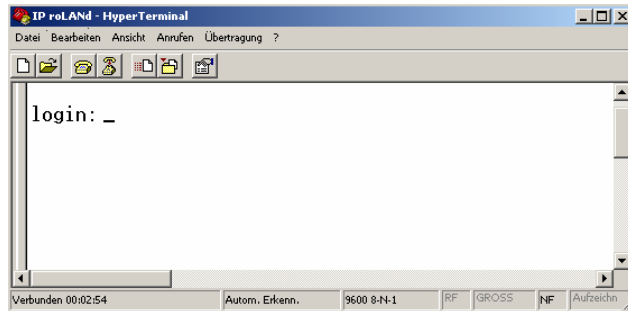 IP roLANd - HyperTerminal
Datei Bearbeiten Ansicht Anrufen Übertragung ?
login: _
Verbunden 00:02:54 Autom. Erkenn. 9600 8-N-1 RF GROSS NF Aufzeichn